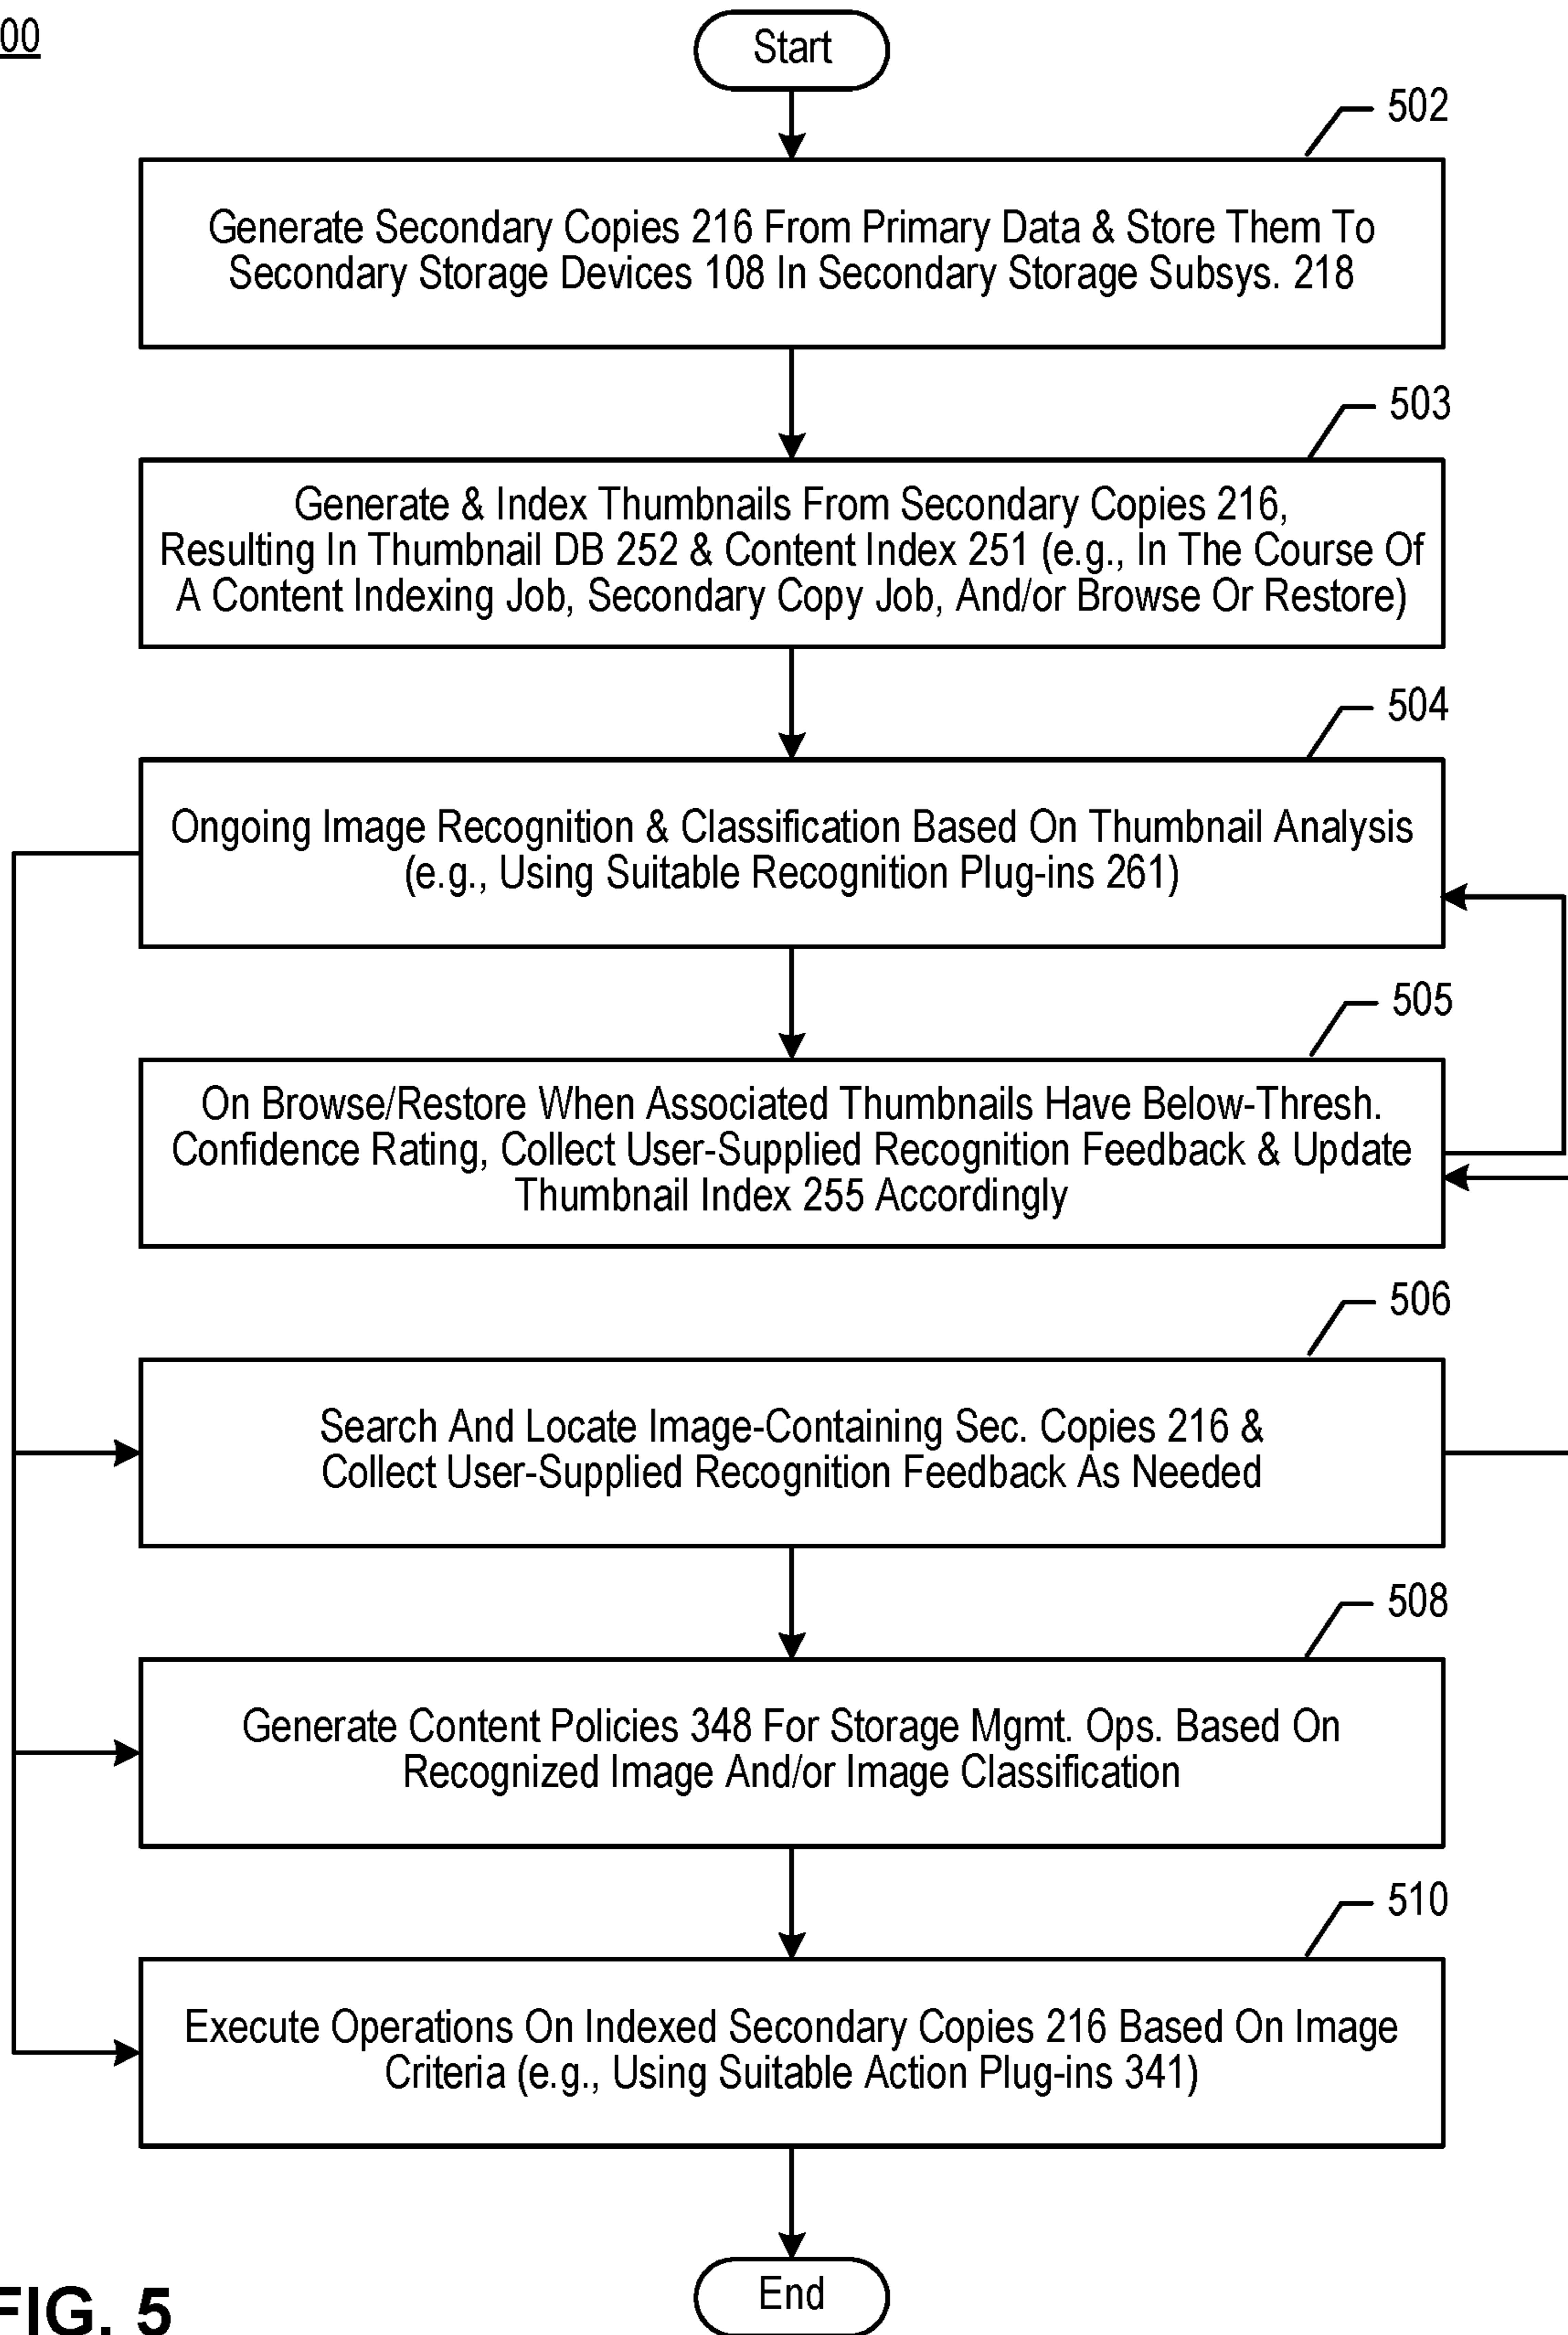 00
Start
502
Generate Secondary Copies 216 From Primary Data & Store Them To
Secondary Storage Devices 108 In Secondary Storage Subsys. 218
503
Generate & Index Thumbnails From Secondary Copies 216,
Resulting In Thumbnail DB 252 & Content Index 251 (e.g., In The Course Of
A Content Indexing Job, Secondary Copy Job, And/or Browse Or Restore)
504
Ongoing Image Recognition & Classification Based On Thumbnail Analysis
(e.g., Using Suitable Recognition Plug-ins 261)
505
On Browse/Restore When Associated Thumbnails Have Below-Thresh.
Confidence Rating, Collect User-Supplied Recognition Feedback & Update
Thumbnail Index 255 Accordingly
506
Search And Locate Image-Containing Sec. Copies 216 &
Collect User-Supplied Recognition Feedback As Needed
508
Generate Content Policies 348 For Storage Mgmt. Ops. Based On
Recognized Image And/or Image Classification
510
Execute Operations On Indexed Secondary Copies 216 Based On Image
Criteria (e.g., Using Suitable Action Plug-ins 341)
End
FIG. 5